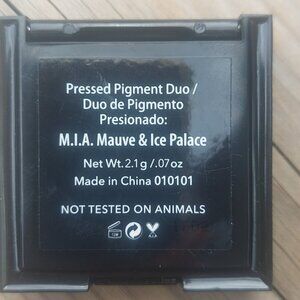 Pressed Pigment Duo /
Duo de Pigmento
Presionado:
M.I.A. Mauve & Ice Palace
Net Wt. 2.1 g /.07 oz
Made in China 010101
NOT TESTED ON ANIMALS